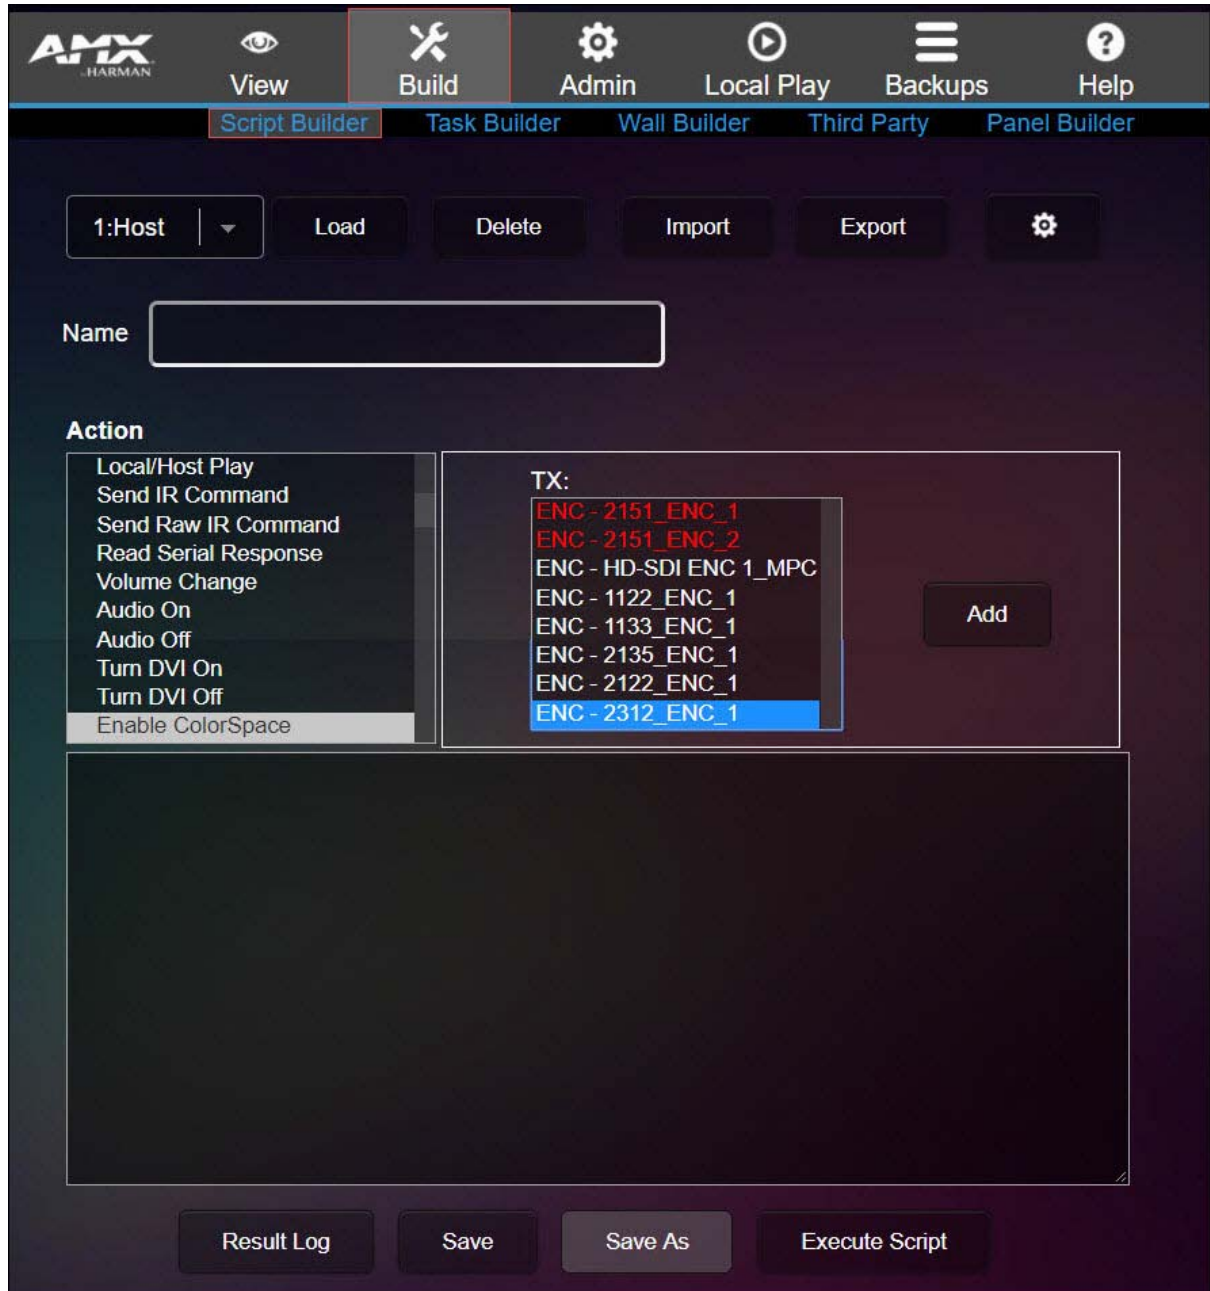 AMX
HARMAN
View
Build
Admin
Local Play
Backups
Help
Script Builder
Task Builder
Wall Builder
Third Party
Panel Builder
1:Host
Load
Delete
Import
Export
Name
Action
Local/Host Play
Send IR Command
Send Raw IR Command
Read Serial Response
Volume Change
Audio On
Audio Off
Turn DVI On
Turn DVI Off
Enable ColorSpace
TX:
ENC - 2151_ENC_1
ENC - 2151_ENC_2
ENC - HD-SDI ENC 1_MPC
ENC - 1122_ENC_1
ENC - 1133_ENC_1
ENC - 2135_ENC_1
ENC - 2122_ENC_1
ENC - 2312_ENC_1
Add
Result Log
Save
Save As
Execute Script